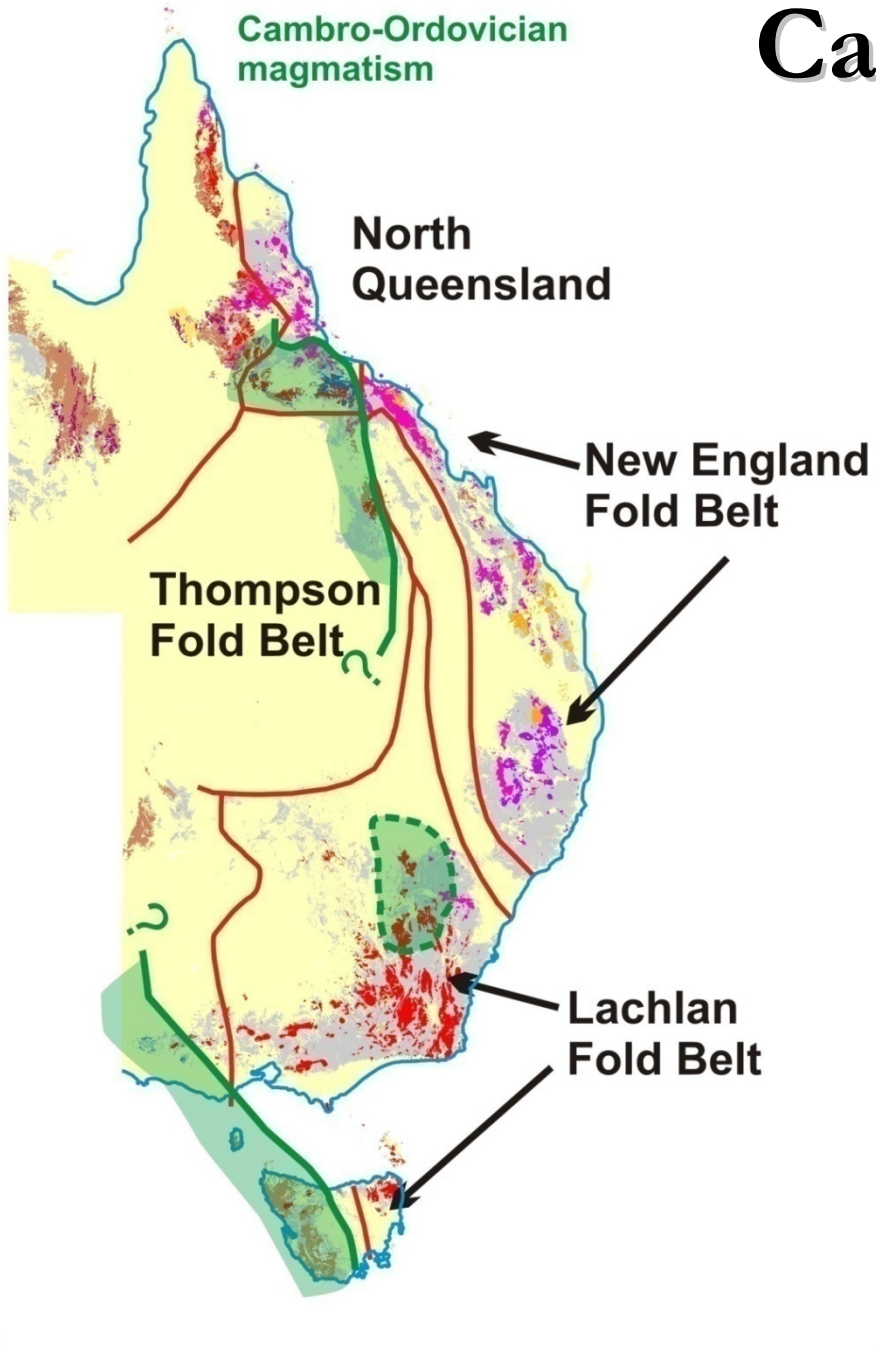 Cambro-Ordovician
magmatism
Ca
North
Queensland
New England
Fold Belt
Thompson
Fold Belt
?
?
Lachlan
Fold Belt